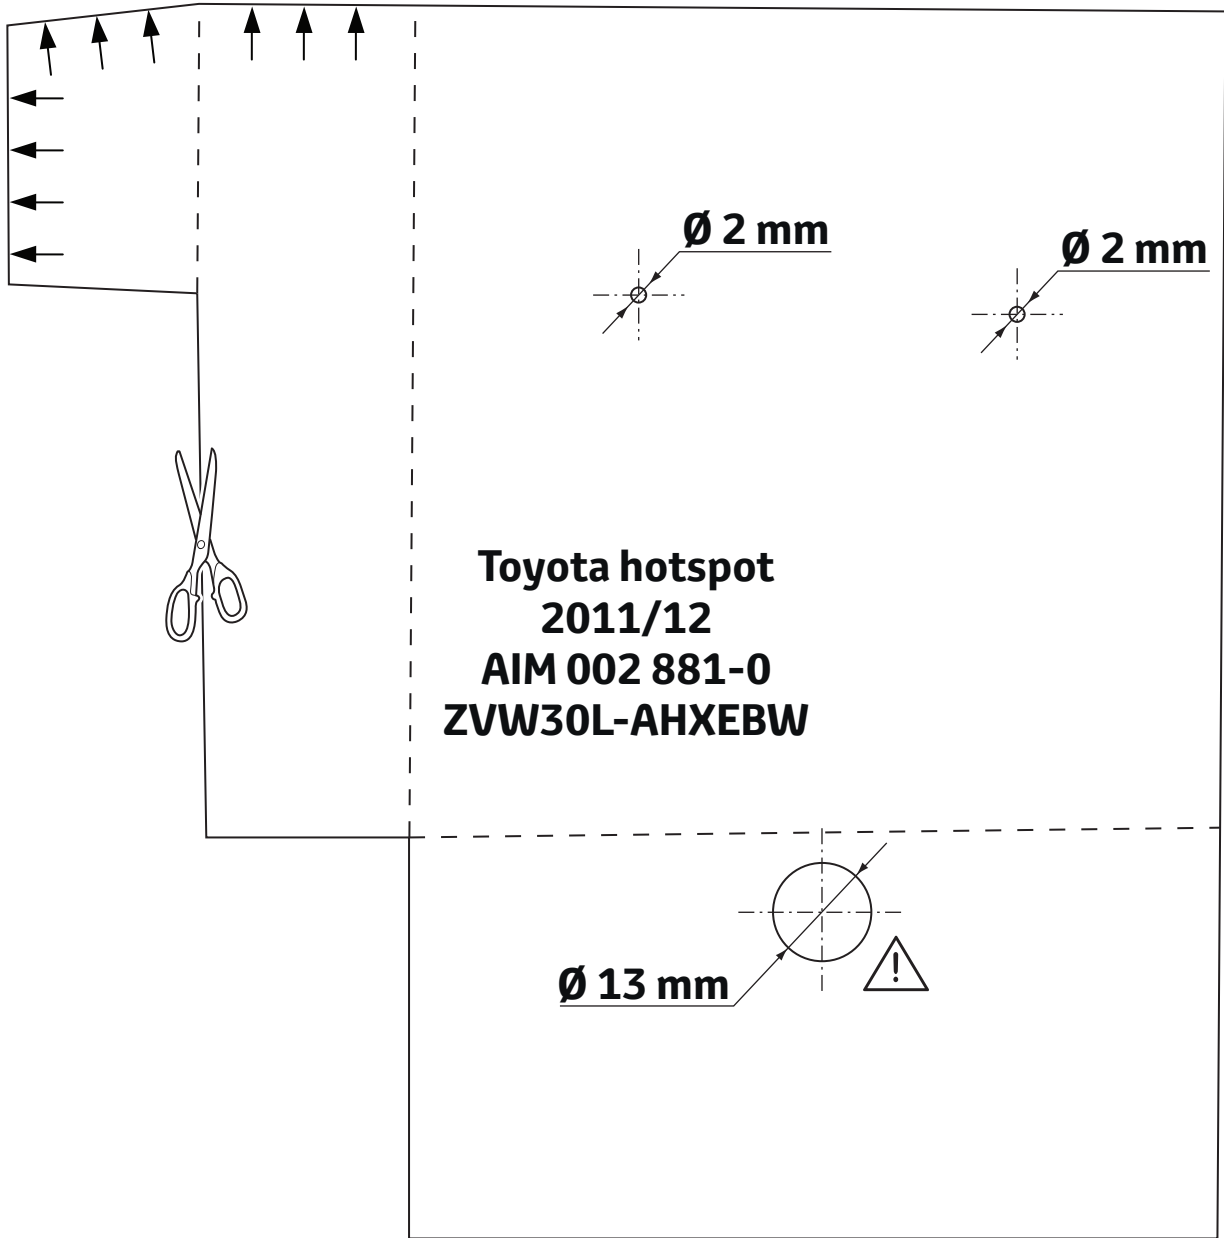 Ø 2 mm
Ø 2 mm
Toyota hotspot
2011/12
AIM 002 881-0
ZVW30L-AHXEBW
Ø 13 mm
!